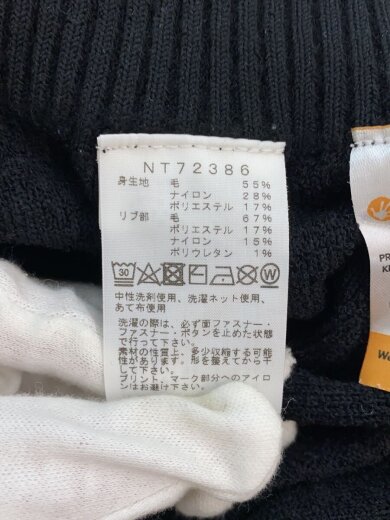 NT72386
身生地 毛 55%
ナイロン 28%
ポリエステル 17%
リブ部 毛 67%
ポリエステル 17%
ナイロン 15%
ポリウレタン 1%
30 W
中性洗剤使用、洗濯ネット使用、
あて布使用
洗濯の際は、必ず面ファスナー・
ファスナー・ボタンを止めた状態
で行って下さい。
素材の性質上、多少収縮する可能
性があります。形を整えてから干
して下さい。
プリント、マーク部分へのアイロ
ンはお避け下さい。
PR